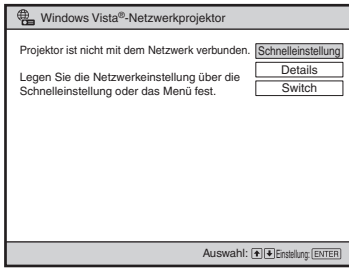 Windows Vista®-Netzwerkprojektor
Projektor ist nicht mit dem Netzwerk verbunden.
Schnelleinstellung
Legen Sie die Netzwerkeinstellung über die
Schnelleinstellung oder das Menü fest.
Details
Switch
Auswahl: Einstellung: ENTER